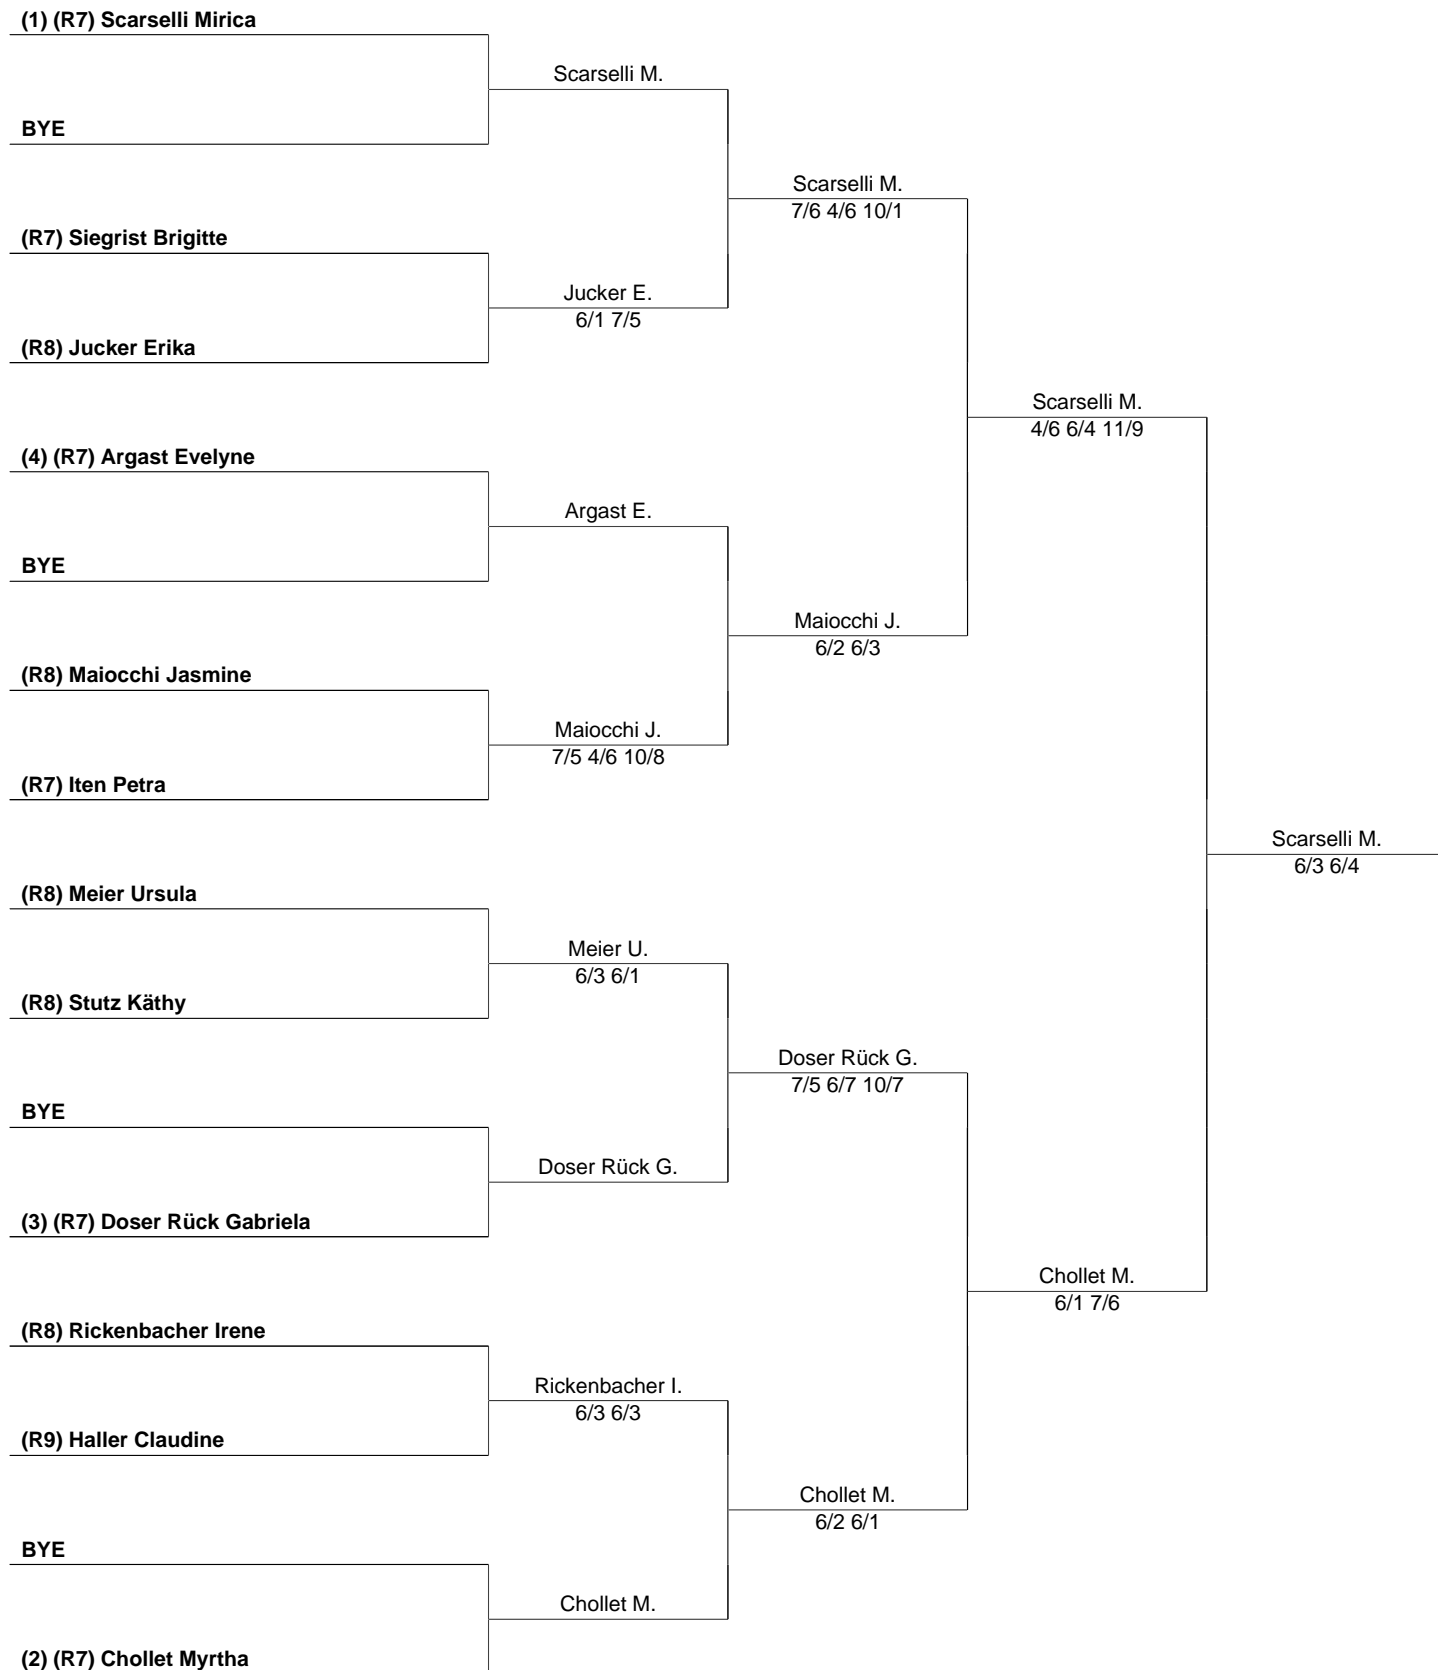 (1) (R7) Scarselli Mirica
Scarselli M.
BYE
Scarselli M.
7/6 4/6 10/1
(R7) Siegrist Brigitte
Jucker E.
6/1 7/5
(R8) Jucker Erika
Scarselli M.
4/6 6/4 11/9
(4) (R7) Argast Evelyne
Argast E.
BYE
Maiocchi J.
6/2 6/3
(R8) Maiocchi Jasmine
Maiocchi J.
7/5 4/6 10/8
(R7) Iten Petra
Scarselli M.
6/3 6/4
(R8) Meier Ursula
Meier U.
6/3 6/1
(R8) Stutz Käthy
Doser Rück G.
7/5 6/7 10/7
BYE
Doser Rück G.
(3) (R7) Doser Rück Gabriela
Chollet M.
6/1 7/6
(R8) Rickenbacher Irene
Rickenbacher I.
6/3 6/3
(R9) Haller Claudine
Chollet M.
6/2 6/1
BYE
Chollet M.
(2) (R7) Chollet Myrtha